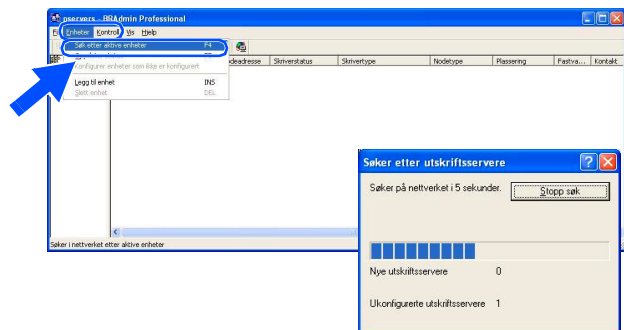 pservers - BRAdmin Professional
Enheter Kontroll Vis Hjelp
Søk etter aktive enheter F4
Konfigurer enheter som ikke er konfigurert
Legg til enhet INS
Slett enhet DEL
Skriverstatus Skrivertype Nodetype Plassering Fastva... Kontakt
Søker i nettverket etter aktive enheter
Søker etter utskriftsservere
Søker på nettverket i 5 sekunder. Stopp søk
Nye utskriftsservere 0
Ukonfigurerte utskriftsservere 1